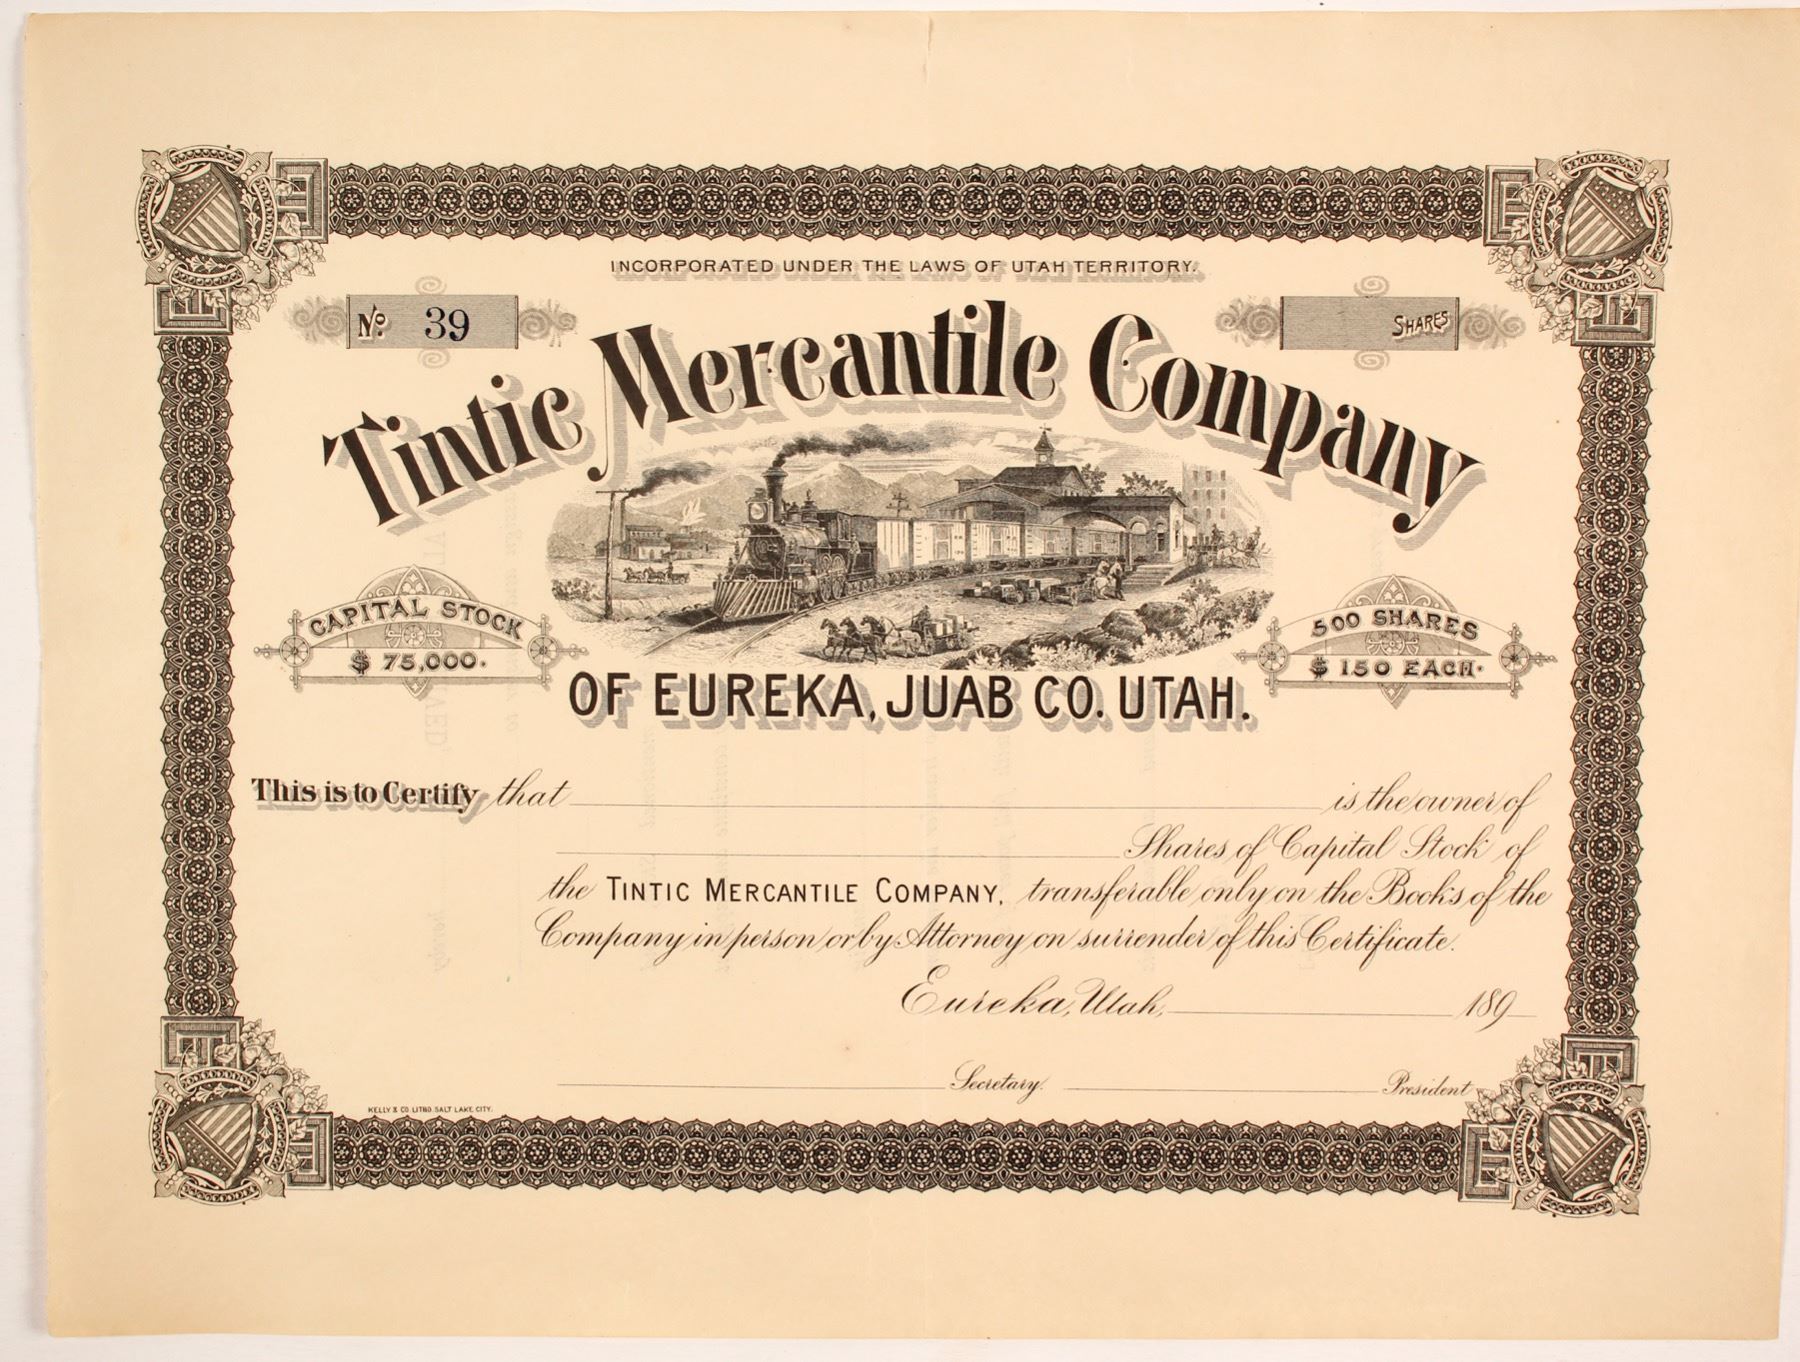 INCORPORATED UNDER THE LAWS OF UTAH TERRITORY.
No. 39
SHARES
Tintic Mercantile Company
CAPITAL STOCK
$ 75,000.
500 SHARES
$ 150 EACH.
OF EUREKA, JUAB CO. UTAH.
This is to Certify that is the owner of
Shares of Capital Stock of
the TINTIC MERCANTILE COMPANY, transferable only on the Books of the
Company in person or by Attorney on surrender of this Certificate.
Eureka, Utah, 189
Secretary. President
KELLY & CO. LITHO. SALT LAKE CITY.